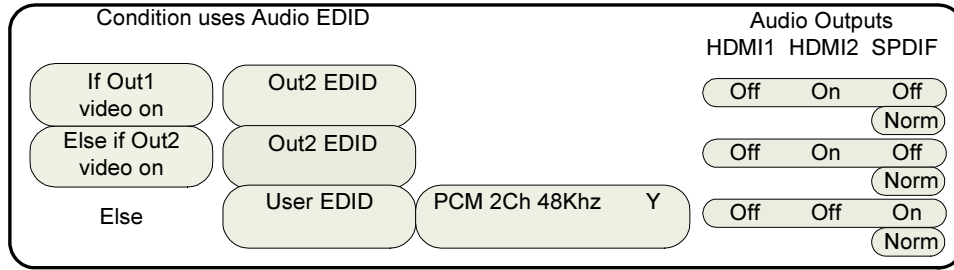 Condition uses Audio EDID
Audio Outputs
HDMI1 HDMI2 SPDIF
If Out1
video on
Out2 EDID
Off On Off
Norm
Else if Out2
video on
Out2 EDID
Off On Off
Norm
Else
User EDID
PCM 2Ch 48Khz Y
Off Off On
Norm